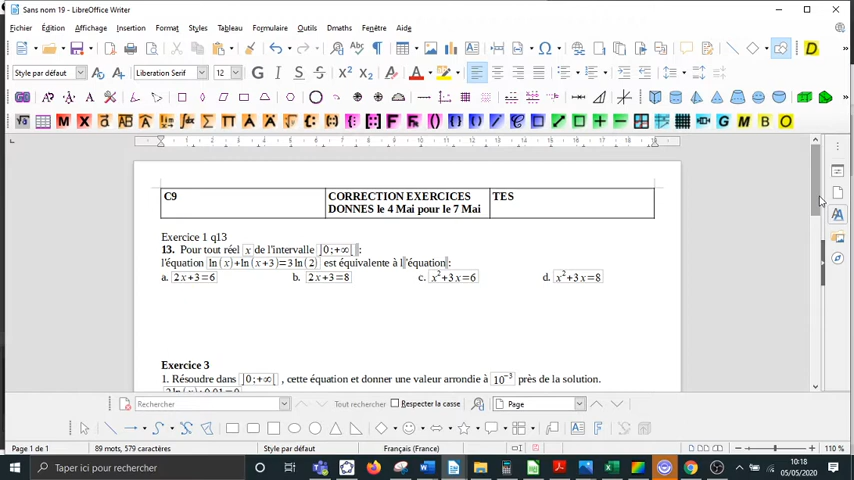 Sans nom 19 - LibreOffice Writer
Fichier Édition Affichage Insertion Format Styles Tableau Formulaire Outils Dmaths Fenêtre Aide
Style par défaut Liberation Serif 12
C9 CORRECTION EXERCICES DONNES le 4 Mai pour le 7 Mai TES
Exercice 1 q13
13. Pour tout réel x de l'intervalle ]0;+∞[ :
l'équation ln(x)+ln(x+3)=3ln(2) est équivalente à l'équation :
a. 2x+3=6 b. 2x+3=8 c. x²+3x=6 d. x²+3x=8
Exercice 3
1. Résoudre dans ]0;+∞[ , cette équation et donner une valeur arrondie à 10⁻³ près de la solution.
Rechercher Tout rechercher Respecter la casse Page
Page 1 de 1 89 mots, 579 caractères Style par défaut Français (France) 110 %
Taper ici pour rechercher
10:18
05/05/2020